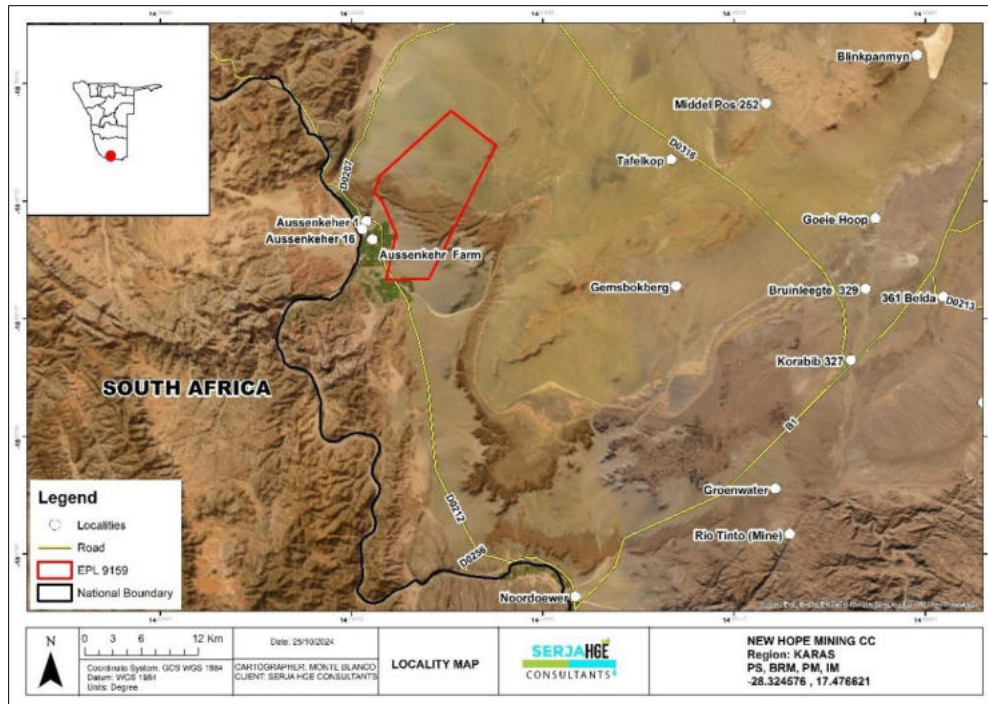 Blinkpanmyn
Middel Pos 252
D0316
Tafelkop
D0207
Goeie Hoop
Aussenkeher 1
Aussenkeher 16
Aussenkehr Farm
Gemsbokberg
Bruinleegte 329
361 Belda
D0213
Korabib 327
SOUTH AFRICA
B1
Legend
Localities
Road
EPL 9159
National Boundary
Groenwater
D0212
Rio Tinto (Mine)
D0256
Noordoewer
N
0 3 6 12 Km
Coordinate System: GCS WGS 1984
Datum: WGS 1984
Units: Degree
Date: 25/10/2024
CARTOGRAPHER: MONTE BLANCO
CLIENT: SERJA HGE CONSULTANTS
LOCALITY MAP
SERJA HGE
CONSULTANTS
NEW HOPE MINING CC
Region: KARAS
PS, BRM, PM, IM
-28.324576 , 17.476621